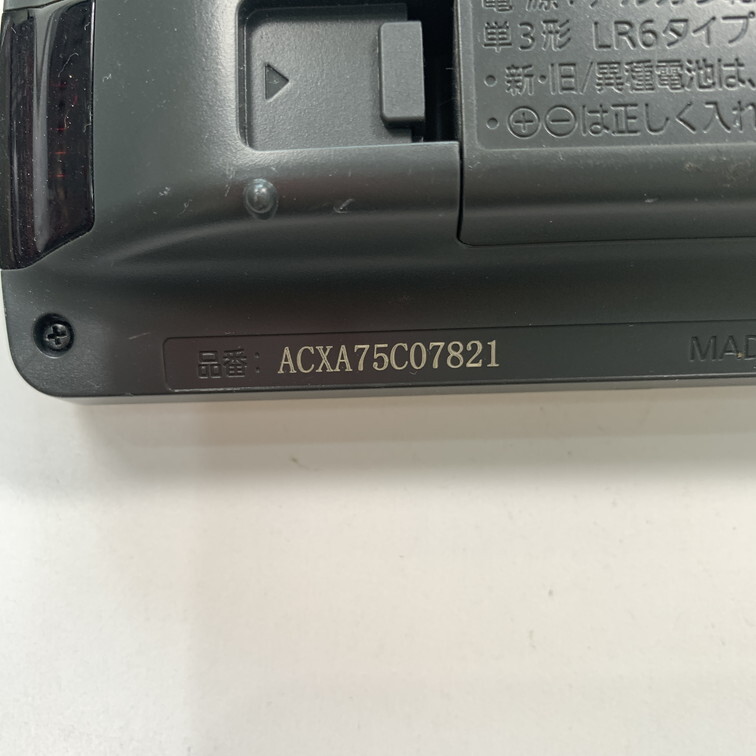 単3形 LR6タイプ
・新・旧/異種電池は
・⊕⊖は正しく入れ
品番: ACXA75C07821
MAD